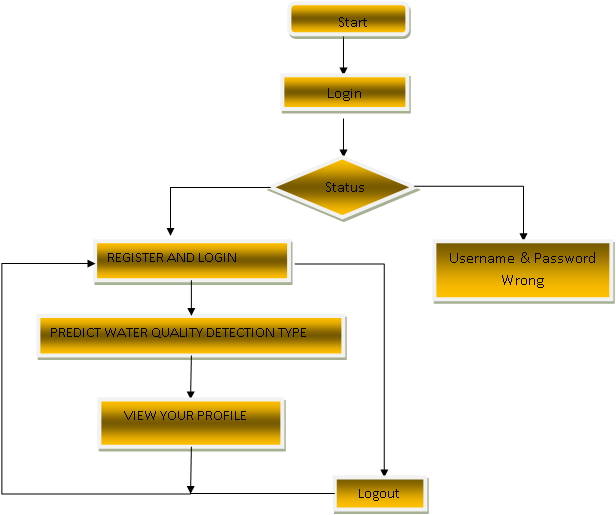 Start
Login
Status
REGISTER AND LOGIN
Username & Password
Wrong
PREDICT WATER QUALITY DETECTION TYPE
VIEW YOUR PROFILE
Logout